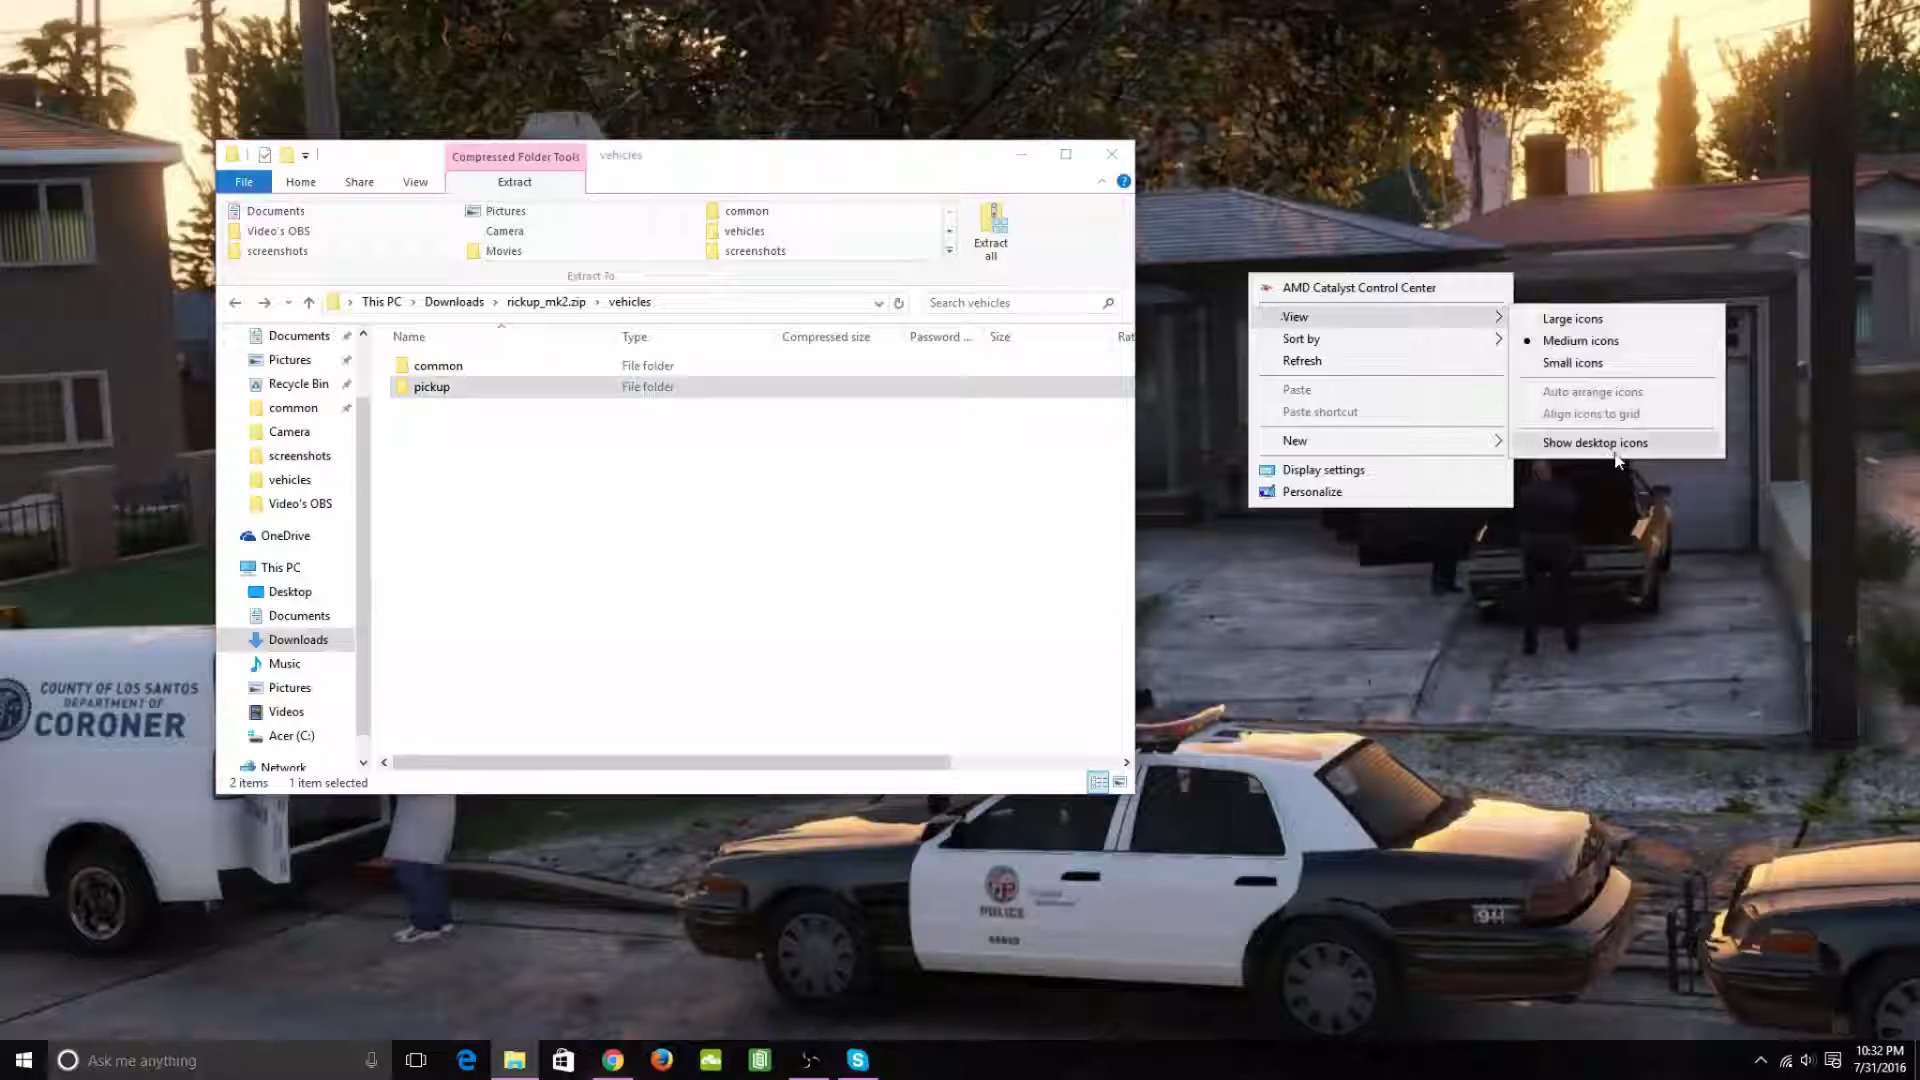 Compressed Folder Tools
vehicles
File
Home
Share
View
Extract
Documents
Pictures
common
Video's OBS
Camera
vehicles
screenshots
Movies
screenshots
Extract all
Extract To
This PC
Downloads
rickup_mk2.zip
vehicles
Search vehicles
Name
Type
Compressed size
Password ...
Size
Rat
common
File folder
pickup
File folder
Documents
Pictures
Recycle Bin
common
Camera
screenshots
vehicles
Video's OBS
OneDrive
This PC
Desktop
Documents
Downloads
Music
Pictures
Videos
Acer (C:)
Network
2 items
1 item selected
AMD Catalyst Control Center
View
Sort by
Refresh
Paste
Paste shortcut
New
Display settings
Personalize
Large icons
Medium icons
Small icons
Auto arrange icons
Align icons to grid
Show desktop icons
COUNTY OF LOS SANTOS
DEPARTMENT OF
CORONER
POLICE
911
Ask me anything
10:32 PM
7/31/2016